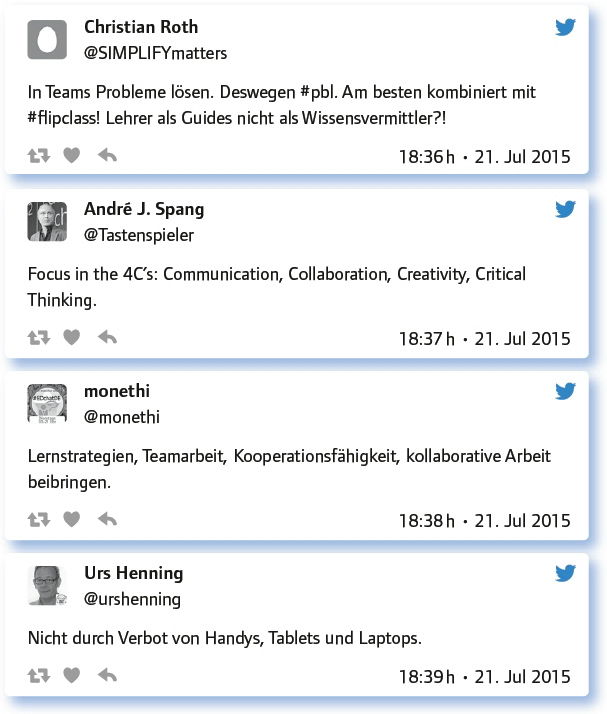 Christian Roth
@SIMPLIFYmatters
In Teams Probleme lösen. Deswegen #pbl. Am besten kombiniert mit
#flipclass! Lehrer als Guides nicht als Wissensvermittler?!
18:36 h • 21. Jul 2015
André J. Spang
@Tastenspieler
Focus in the 4C's: Communication, Collaboration, Creativity, Critical
Thinking.
18:37 h • 21. Jul 2015
monethi
@monethi
Lernstrategien, Teamarbeit, Kooperationsfähigkeit, kollaborative Arbeit
beibringen.
18:38 h • 21. Jul 2015
Urs Henning
@urshenning
Nicht durch Verbot von Handys, Tablets und Laptops.
18:39 h • 21. Jul 2015